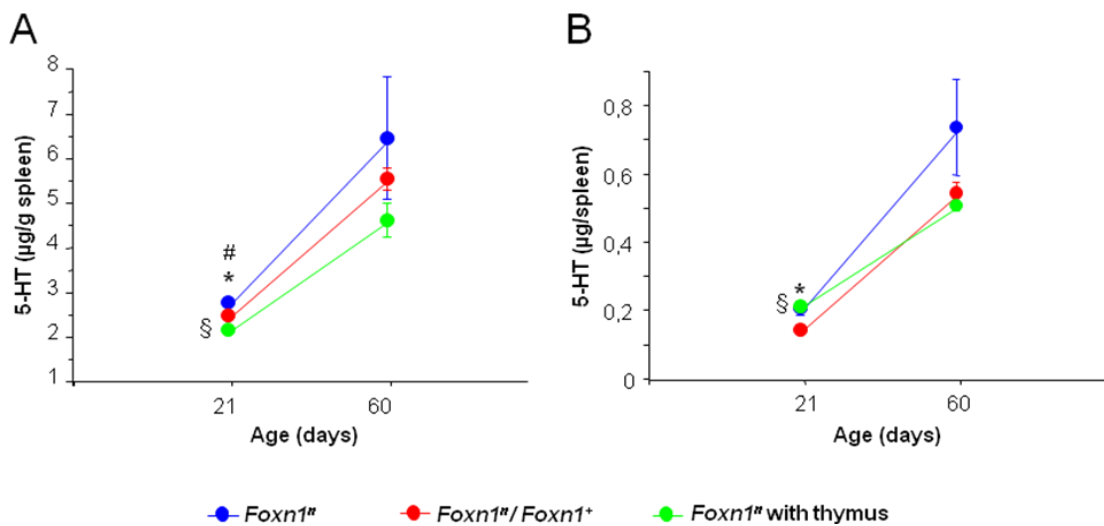 A
B
8
7
6
5
4
3
2
1
5-HT (µg/g spleen)
#
*
§
21
60
Age (days)
0,8
0,6
0,4
0,2
0
5-HT (µg/spleen)
*
§
21
60
Age (days)
Foxn1ⁿ
Foxn1ⁿ/Foxn1⁺
Foxn1ⁿ with thymus